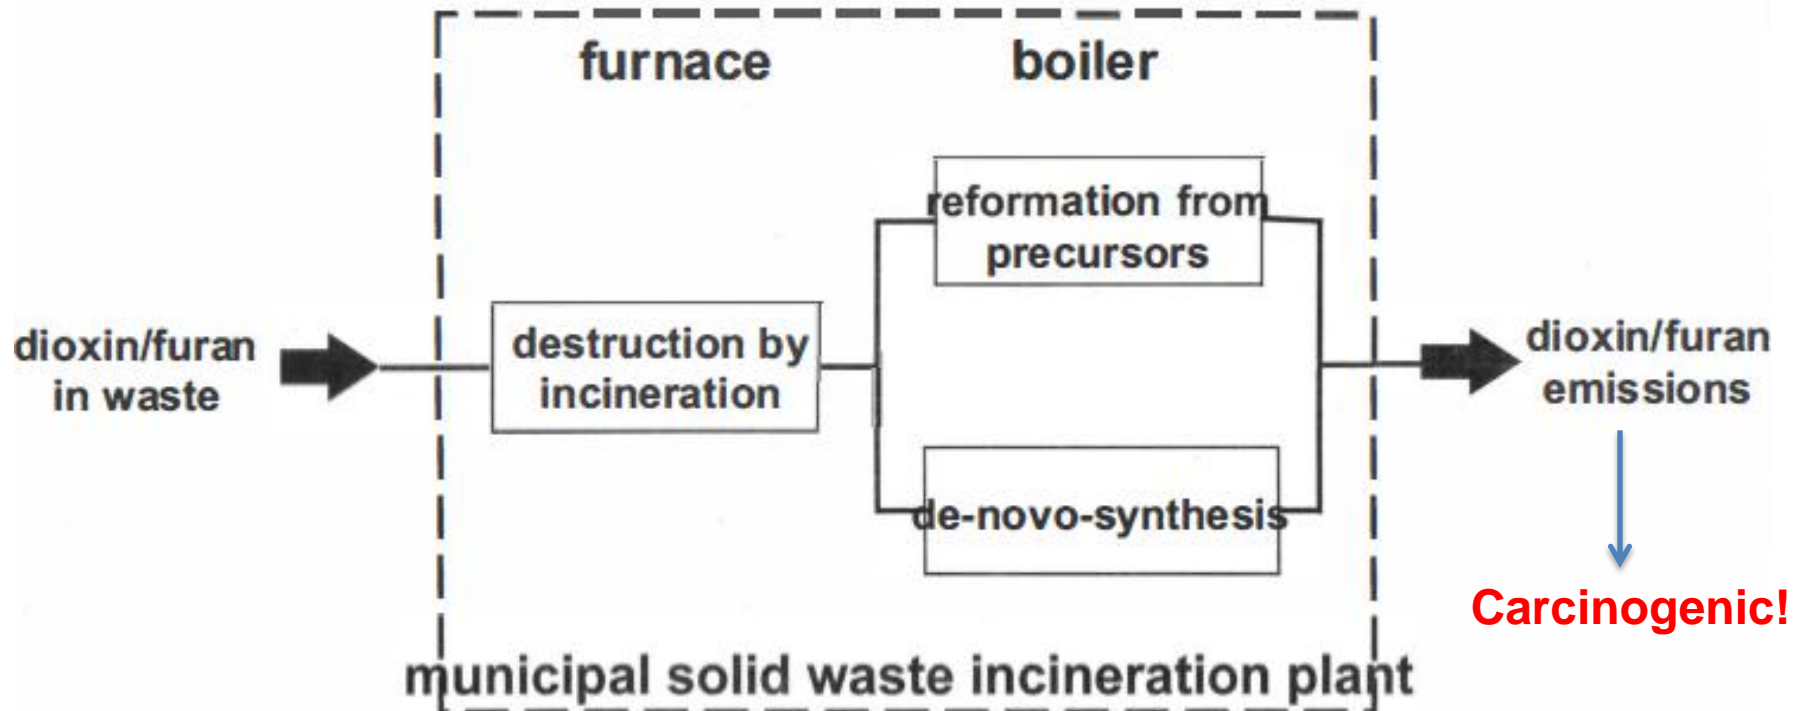 furnace
boiler
reformation from
precursors
dioxin/furan
in waste
destruction by
incineration
dioxin/furan
emissions
de-novo-synthesis
Carcinogenic!
municipal solid waste incineration plant